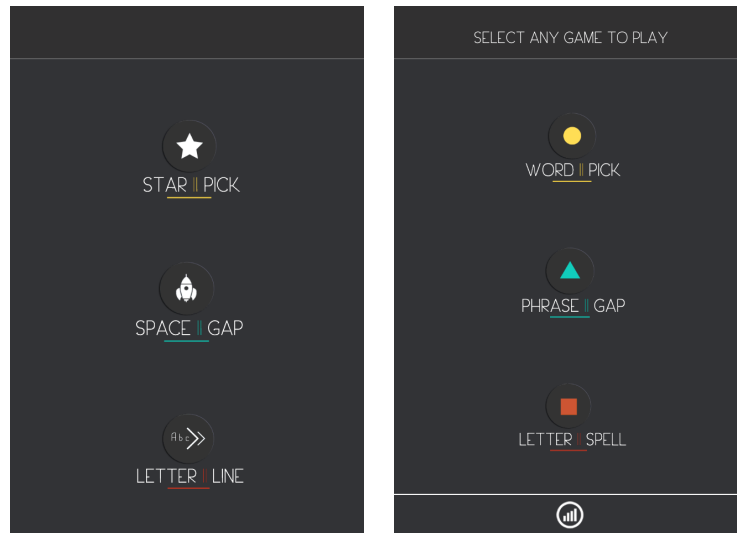 STAR || PICK
SPACE || GAP
Abc
LETTER || LINE
SELECT ANY GAME TO PLAY
WORD || PICK
PHRASE || GAP
LETTER || SPELL